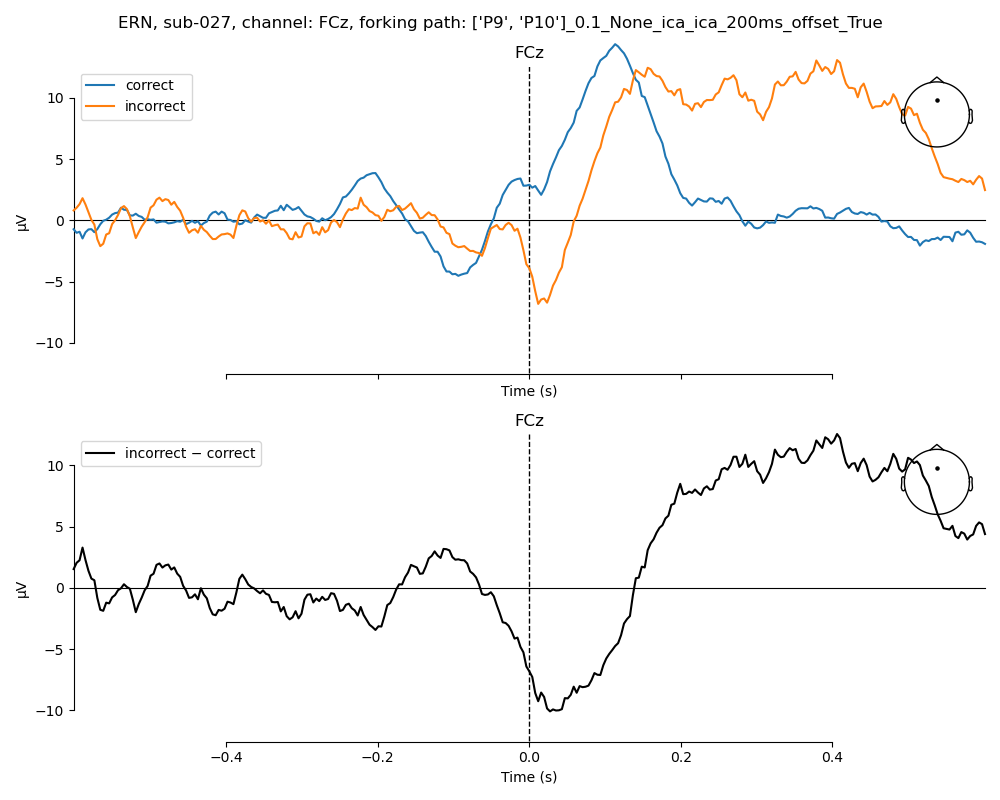 ERN, sub-027, channel: FCz, forking path: ['P9', 'P10']_0.1_None_ica_ica_200ms_offset_True
FCz
correct
incorrect
10
5
0
−5
−10
µV
Time (s)
FCz
incorrect − correct
10
5
0
−5
−10
µV
−0.4 −0.2 0.0 0.2 0.4
Time (s)